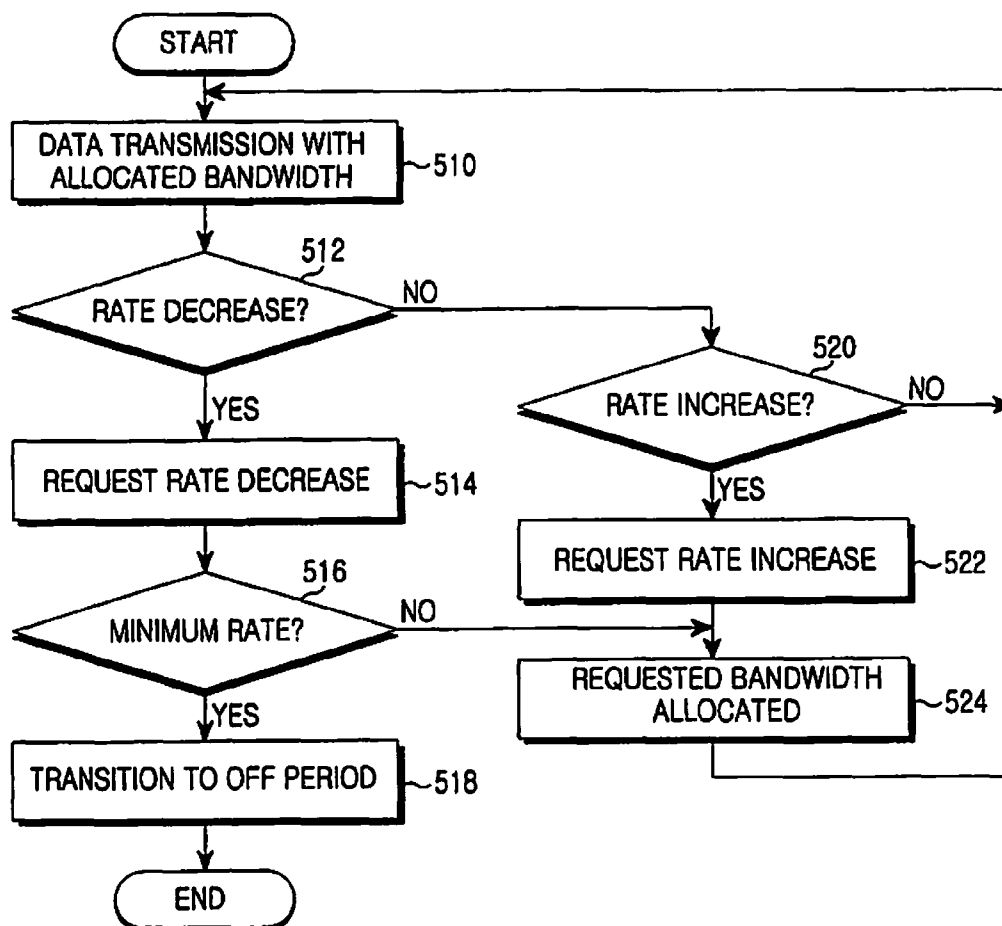 START
DATA TRANSMISSION WITH
ALLOCATED BANDWIDTH
510
512
RATE DECREASE?
NO
YES
520
RATE INCREASE?
NO
YES
REQUEST RATE DECREASE
514
REQUEST RATE INCREASE
522
516
MINIMUM RATE?
NO
YES
REQUESTED BANDWIDTH
ALLOCATED
524
TRANSITION TO OFF PERIOD
518
END